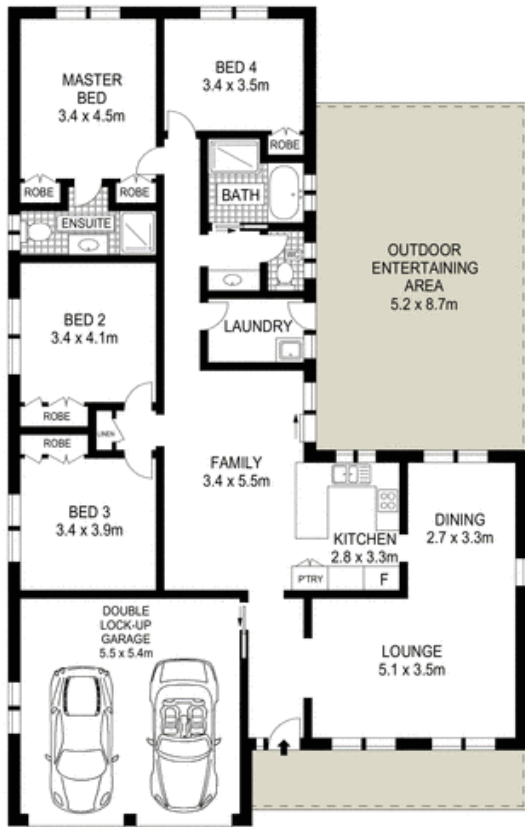 MASTER
BED
3.4 x 4.5m
BED 4
3.4 x 3.5m
ROBE
ROBE
ROBE
BATH
ENSUITE
WC
OUTDOOR
ENTERTAINING
AREA
5.2 x 8.7m
BED 2
3.4 x 4.1m
LAUNDRY
ROBE
LINEN
ROBE
FAMILY
3.4 x 5.5m
BED 3
3.4 x 3.9m
KITCHEN
2.8 x 3.3m
DINING
2.7 x 3.3m
P'TRY
F
DOUBLE
LOCK-UP
GARAGE
5.5 x 5.4m
LOUNGE
5.1 x 3.5m